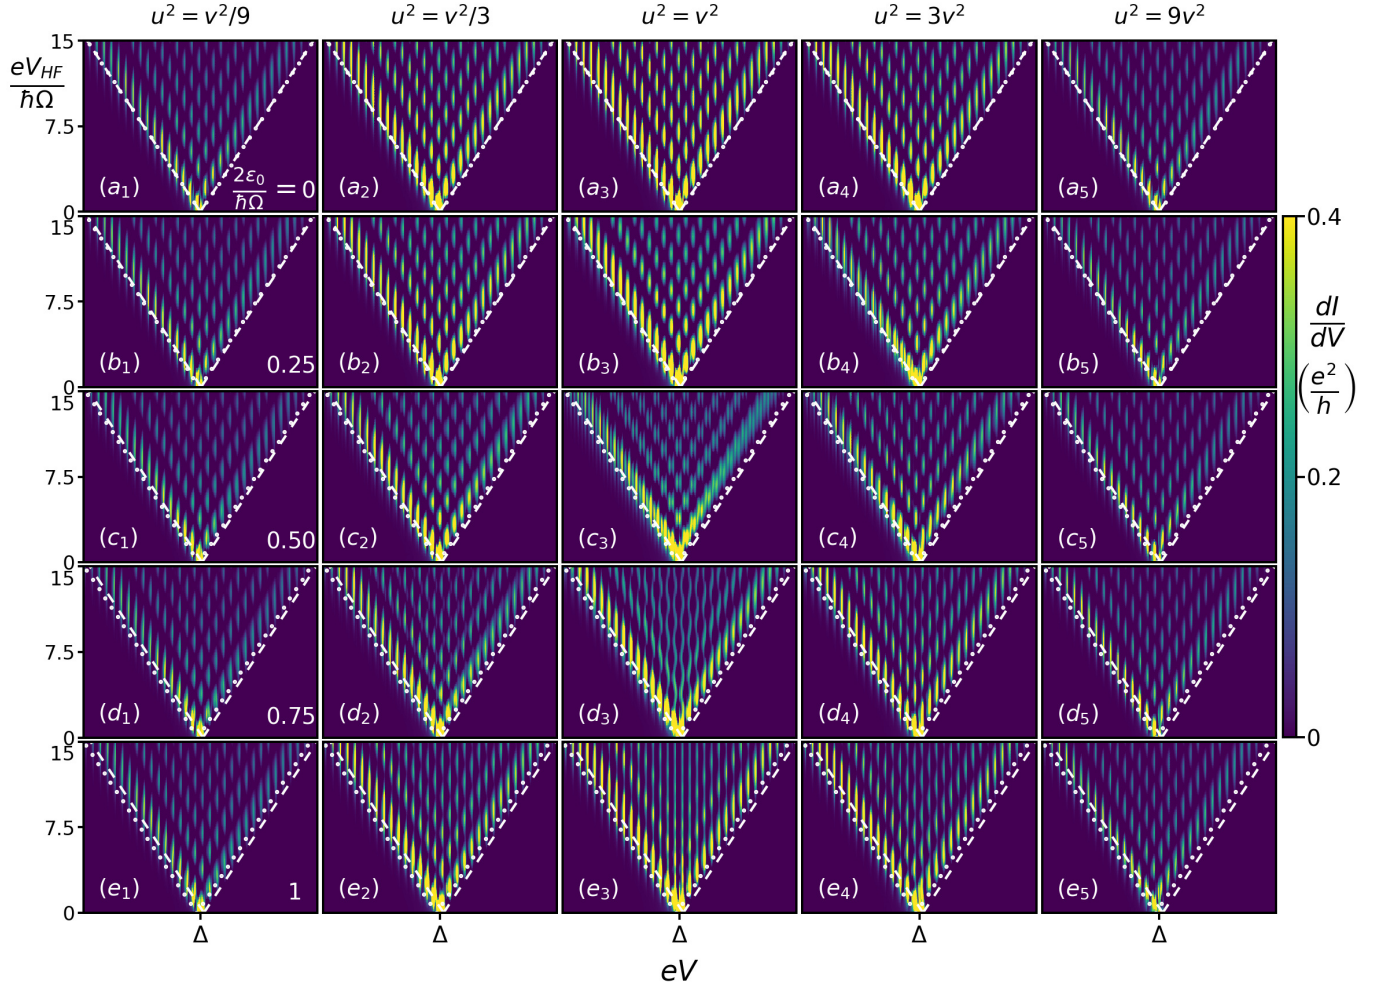 u² = v²/9 u² = v²/3 u² = v² u² = 3v² u² = 9v²
eV_HF/ħΩ
15
7.5
0
(a₁) 2ε₀/ħΩ = 0 (a₂) (a₃) (a₄) (a₅)
15
7.5
0
(b₁) 0.25 (b₂) (b₃) (b₄) (b₅)
15
7.5
0
(c₁) 0.50 (c₂) (c₃) (c₄) (c₅)
15
7.5
0
(d₁) 0.75 (d₂) (d₃) (d₄) (d₅)
15
7.5
0
(e₁) 1 (e₂) (e₃) (e₄) (e₅)
Δ Δ Δ Δ Δ
eV
0.4
0.2
0
dI/dV
(e²/h)